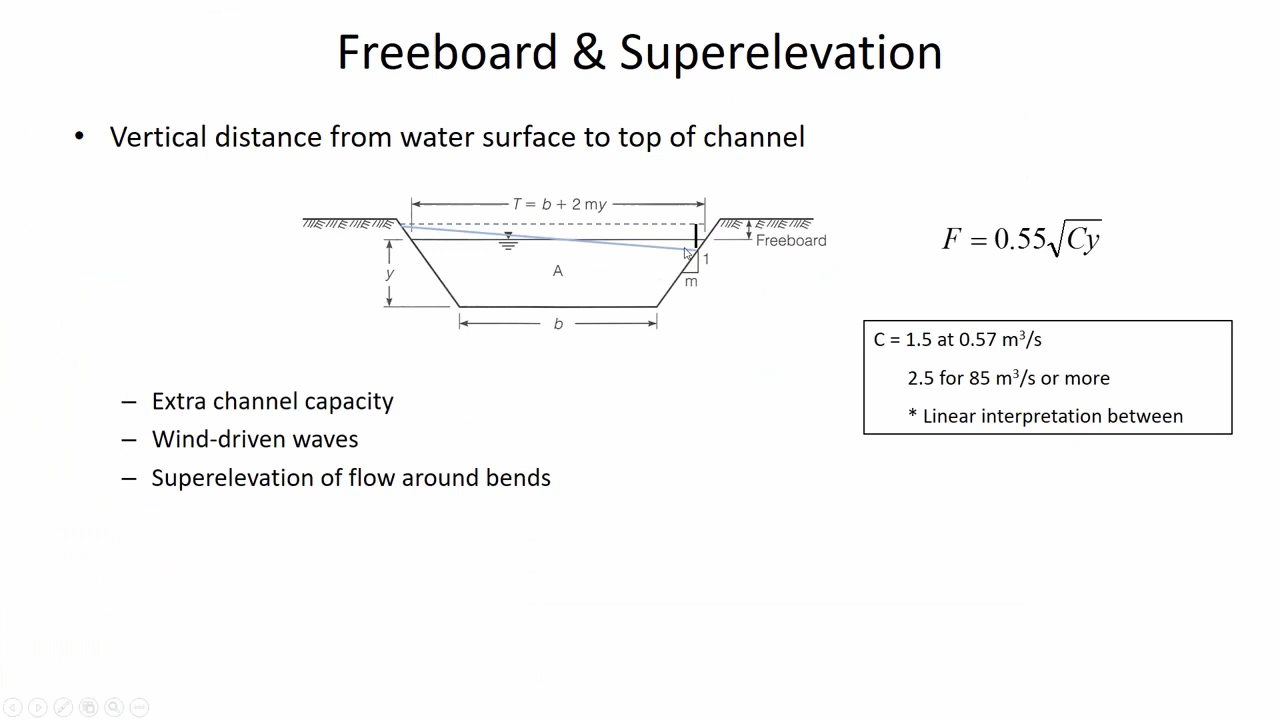 Freeboard & Superelevation
• Vertical distance from water surface to top of channel
T = b + 2 my
Freeboard
y
A
1
m
b
F = 0.55√Cy
C = 1.5 at 0.57 m³/s
2.5 for 85 m³/s or more
* Linear interpretation between
– Extra channel capacity
– Wind-driven waves
– Superelevation of flow around bends